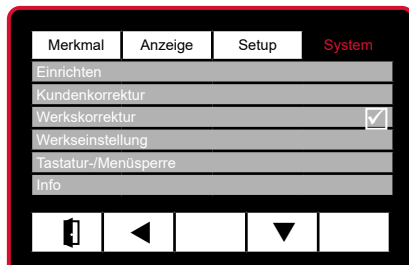 Merkmal Anzeige Setup System
Einrichten
Kundenkorrektur
Werkskorrektur
Werkseinstellung
Tastatur-/Menüsperre
Info